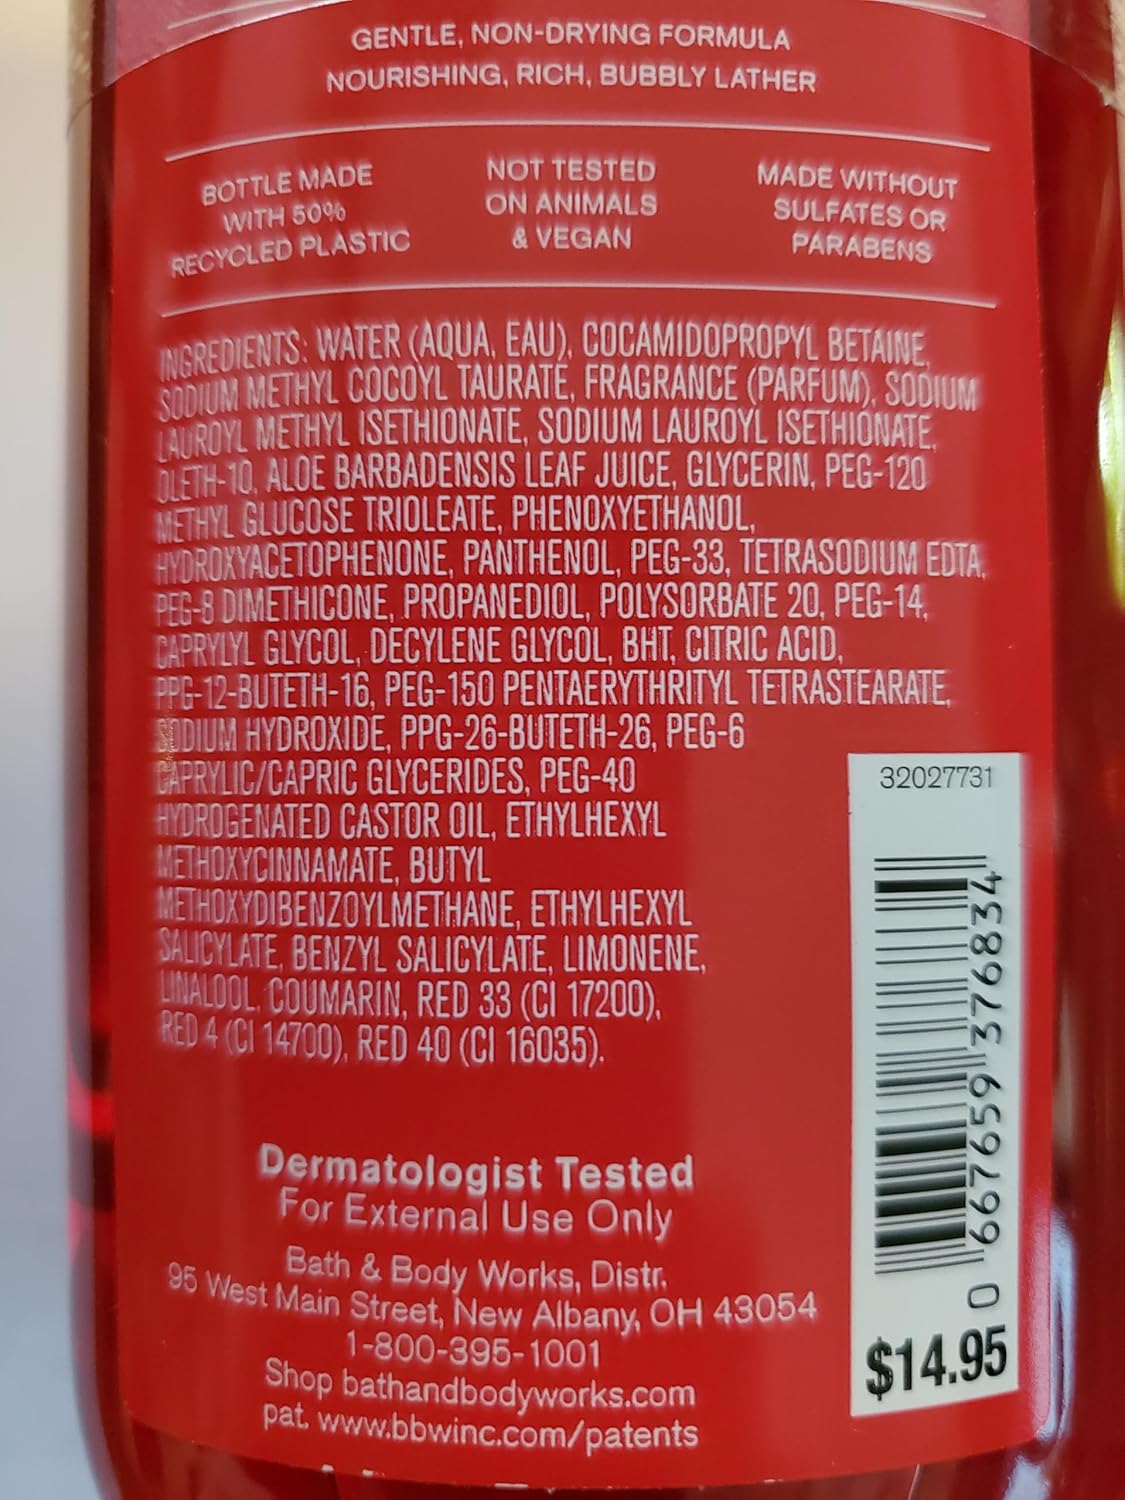 GENTLE, NON-DRYING FORMULA
NOURISHING, RICH, BUBBLY LATHER
BOTTLE MADE
WITH 50%
RECYCLED PLASTIC
NOT TESTED
ON ANIMALS
& VEGAN
MADE WITHOUT
SULFATES OR
PARABENS
INGREDIENTS: WATER (AQUA, EAU), COCAMIDOPROPYL BETAINE,
SODIUM METHYL COCOYL TAURATE, FRAGRANCE (PARFUM), SODIUM
LAUROYL METHYL ISETHIONATE, SODIUM LAUROYL ISETHIONATE,
OLETH-10, ALOE BARBADENSIS LEAF JUICE, GLYCERIN, PEG-120
METHYL GLUCOSE TRIOLEATE, PHENOXYETHANOL,
HYDROXYACETOPHENONE, PANTHENOL, PEG-33, TETRASODIUM EDTA,
PEG-8 DIMETHICONE, PROPANEDIOL, POLYSORBATE 20, PEG-14,
CAPRYLYL GLYCOL, DECYLENE GLYCOL, BHT, CITRIC ACID,
PPG-12-BUTETH-16, PEG-150 PENTAERYTHRITYL TETRASTEARATE,
SODIUM HYDROXIDE, PPG-26-BUTETH-26, PEG-6
CAPRYLIC/CAPRIC GLYCERIDES, PEG-40
HYDROGENATED CASTOR OIL, ETHYLHEXYL
METHOXYCINNAMATE, BUTYL
METHOXYDIBENZOYLMETHANE, ETHYLHEXYL
SALICYLATE, BENZYL SALICYLATE, LIMONENE,
LINALOOL, COUMARIN, RED 33 (CI 17200),
RED 4 (CI 14700), RED 40 (CI 16035).
32027731
0 667659 376834
$14.95
Dermatologist Tested
For External Use Only
Bath & Body Works, Distr.
95 West Main Street, New Albany, OH 43054
1-800-395-1001
Shop bathandbodyworks.com
pat. www.bbwinc.com/patents